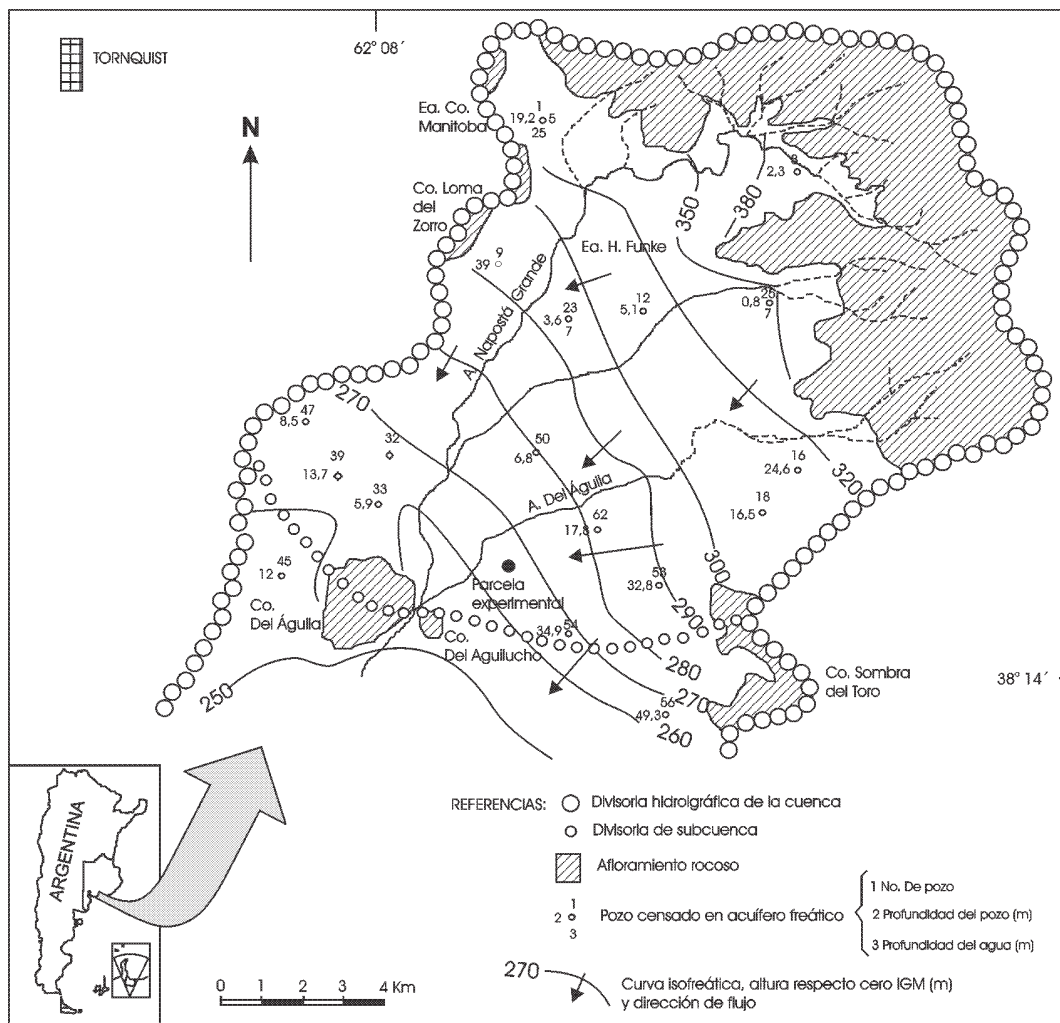 62° 08´
TORNQUIST
N
Ea. Co.
Manitoba
1
19,2 5
25
Co. Loma
del
Zorro
8
2,3
350
380
9
39
Ea. H. Funke
A. Napostá Grande
12
5,1
23
3,6
7
26
0,8
7
270
47
8,5
32
39
13,7
33
5,9
50
6,8
A. Del Águila
16
24,6
320
18
16,5
62
17,8
53
32,8
300
290
45
12
Co.
Del Águila
Parcela
experimental
54
34,9
Co.
Del Aguilucho
280
270
260
56
49,3
Co. Sombra
del Toro
38° 14´
250
ARGENTINA
REFERENCIAS:
Divisoria hidroigráfica de la cuenca
Divisoria de subcuenca
Afloramiento rocoso
1
2
3
Pozo censado en acuífero freático
1 No. De pozo
2 Profundidad del pozo (m)
3 Profundidad del agua (m)
270
Curva isofreática, altura respecto cero IGM (m)
y dirección de flujo
0 1 2 3 4 Km